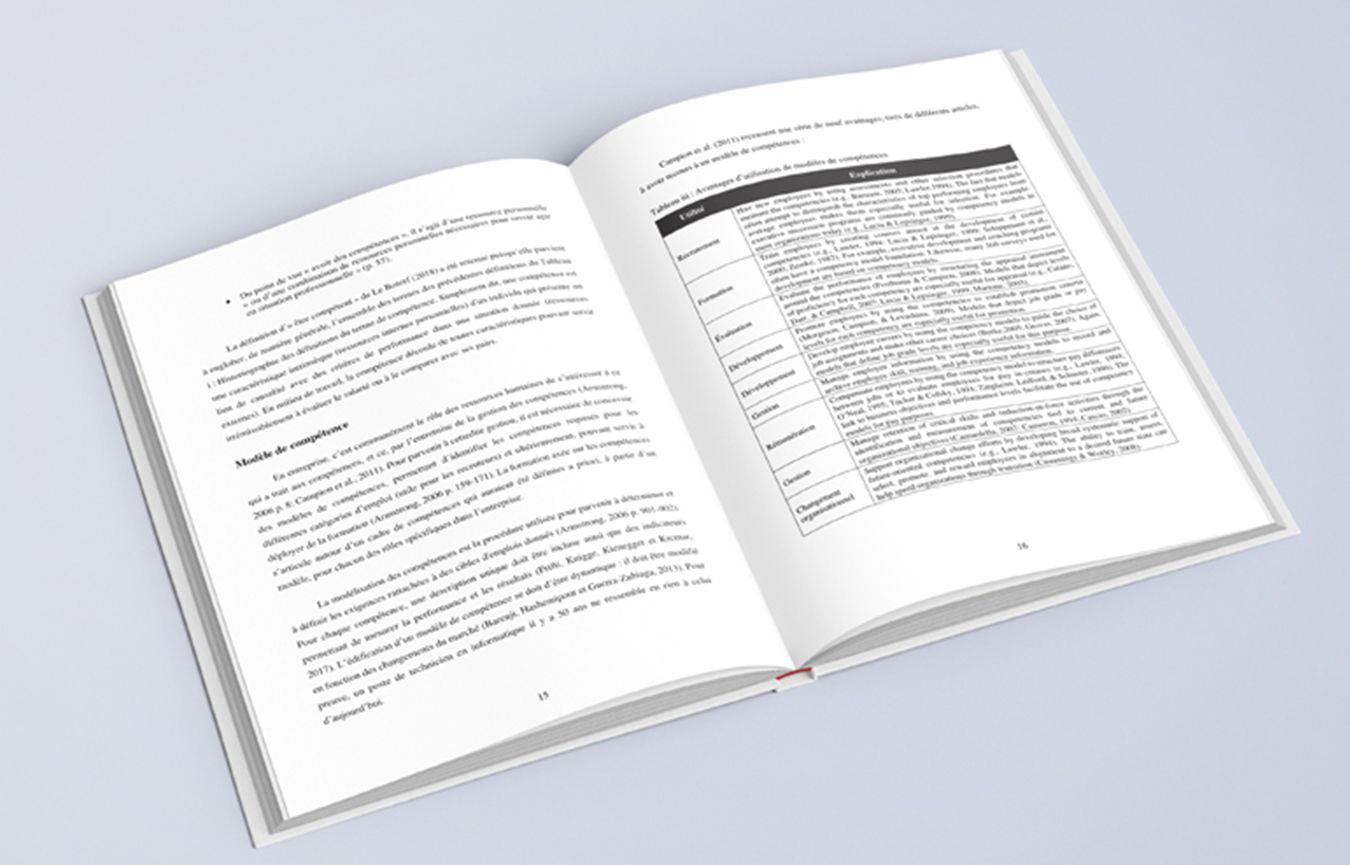 • Du point de vue « avoir des compétences », il s'agit d'une ressource personnelle
« ou d'une combinaison de ressources personnelles nécessaires pour savoir agir
en situation professionnelle » (p. 37).
La définition d'« être compétent » de Le Boterf (2018) a été retenue puisqu'elle parvient
à englober, de manière générale, l'ensemble des termes des précédentes définitions du Tableau
i : Historiographie des définitions du terme de compétence. Simplement dit, une compétence est
une caractéristique intrinsèque (ressources internes personnelles) d'un individu qui présente un
lien de causalité avec des critères de performance dans une situation donnée (ressources
externes). En milieu de travail, la compétence découle de toutes caractéristiques pouvant servir
irrémédiablement à évaluer le salarié ou à le comparer avec ses pairs.
Modèle de compétence
En entreprise, c'est communément le rôle des ressources humaines de s'intéresser à ce
qui a trait aux compétences, et ce, par l'entremise de la gestion des compétences (Armstrong,
2006 p. 8; Campion et al., 2011). Pour parvenir à cette gestion, il est nécessaire de concevoir
des modèles de compétences, permettant d'identifier les compétences requises pour les
différentes catégories d'emploi (utile pour les recruteurs) et ultérieurement, pouvant servir à
déployer de la formation (Armstrong, 2006 p. 159-171). La formation axée sur les compétences
s'articule autour d'un cadre de compétences qui auraient été définies a priori, à partir d'un
modèle, pour chacun des rôles spécifiques dans l'entreprise.
La modélisation des compétences est la procédure utilisée pour parvenir à déterminer et
à définir les exigences rattachées à des cibles d'emplois donnés (Armstrong, 2006 p. 901-902).
Pour chaque compétence, une description unique doit être incluse ainsi que des indicateurs
permettant de mesurer la performance et les résultats (Prifti, Knigge, Kienegger et Krcmar,
2017). L'édification d'un modèle de compétence se doit d'être dynamique : il doit être modifié
en fonction des changements du marché (Bareajt, Hashemipour et Guerra-Zubiaga, 2011). Pour
preuve, un poste de technicien en informatique il y a 50 ans ne ressemble en rien à celui
d'aujourd'hui.
15
Campion et al. (2011) recensent une série de neuf avantages, tirés de différents articles,
à avoir recours à un modèle de compétences :
Tableau iii : Avantages d'utilisation de modèles de compétences
Utilité Explication
Recrutement
Hire new employees by using assessments and other selection procedures that
measure the competencies (e.g., Barsam, 2005; Lawler, 1994). The fact that models
often attempt to distinguish the characteristics of top performing employees from
average employees makes them especially useful for selection. For example
executive succession programs are commonly guided by competency models in
most organizations today (e.g., Lucia & Lepsinger, 1999).
Formation
Train employees by creating courses aimed at the development of certain
competencies (e.g., Lawler, 1994; Lucia & Lepsinger, 1999; Schippmann et al.,
2000; Zemke, 1982). For example, executive development and coaching programs
often have a competency model foundation. Likewise, many job surveys used for
development are based on competency models.
Évaluation
Evaluate the performance of employees by structuring the appraisal instrument
around the competencies (Posthuma & Campion, 2008). Models that depict levels
of proficiency for each competency are especially useful for appraisal (e.g., Catano,
Darr, & Campbell, 2007; Lucia & Lepsinger, 1999; Martone, 2003).
Développement
Promote employees by using the competencies to establish promotion criteria
(Morgeson, Campion, & Levashina, 2009). Models that depict job grade or job
levels for each competency are especially useful for promotion.
Développement
Develop employee careers by using the competency models to guide the choice of
job assignments and make other career choices (Burke, 2005; Grover, 2007). Again,
models that define job grade levels are especially useful for this purpose.
Gestion
Manage employee information by using the competency models to record and
archive employee skill, training, and job experience information.
Rémunération
Compensate employees by using the competency model to structure pay differences
between jobs or to evaluate employees for pay increases (e.g., Lawler, 1994;
O'Neal, 1995; Tucker & Cofsky, 1994; Zingheim, Ledford, & Schuster, 1996). The
link to business objectives and performance levels facilitate the use of competency
models for pay purposes.
Gestion
Manage retention of critical skills and reduction-in-force activities through the
identification and measurement of competencies tied to current and future
organizational objectives (Cannedella, 2002; Cameron, 1994; Cascio, 2002).
Changement
organisationnel
Support organizational change efforts by developing broad systematic support of
future-oriented competencies (e.g., Lawler, 1994). The ability to train, assess,
select, promote, and reward employees in alignment to a desired future state can
help speed organizations through transition (Cummings & Worley, 2008).
16